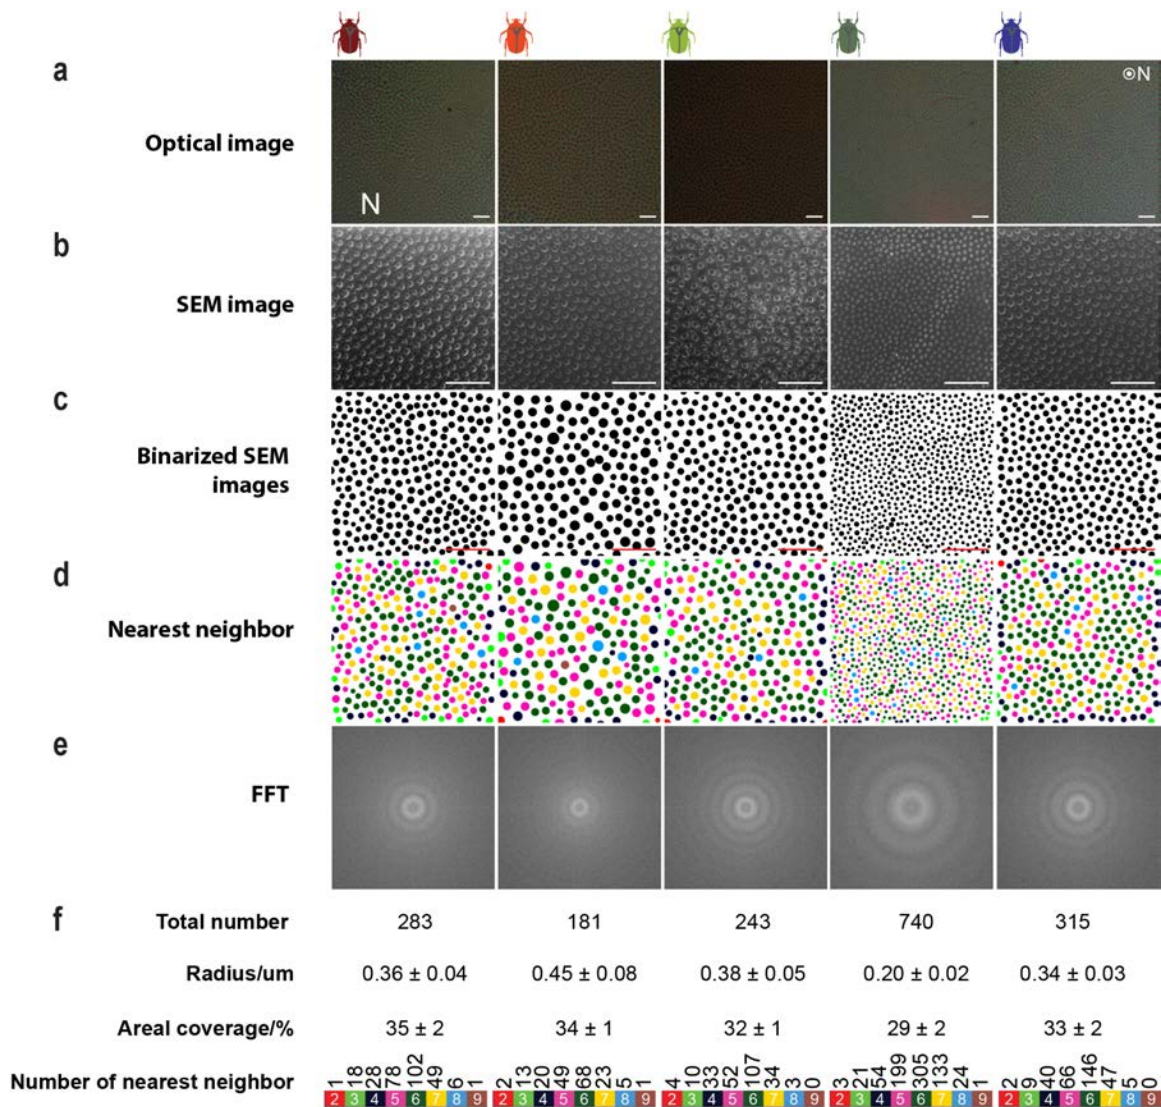 a
⊙N
Optical image
N
b
SEM image
c
Binarized SEM
images
d
Nearest neighbor
e
FFT
f Total number 283 181 243 740 315
Radius/um 0.36 ± 0.04 0.45 ± 0.08 0.38 ± 0.05 0.20 ± 0.02 0.34 ± 0.03
Areal coverage/% 35 ± 2 34 ± 1 32 ± 1 29 ± 2 33 ± 2
Number of nearest neighbor 1 18 28 78 102 49 6 1 2 13 20 49 68 23 5 1 4 10 33 52 107 34 3 0 3 21 54 199 305 133 24 1 2 9 40 66 146 47 5 0
2 3 4 5 6 7 8 9 2 3 4 5 6 7 8 9 2 3 4 5 6 7 8 9 2 3 4 5 6 7 8 9 2 3 4 5 6 7 8 9